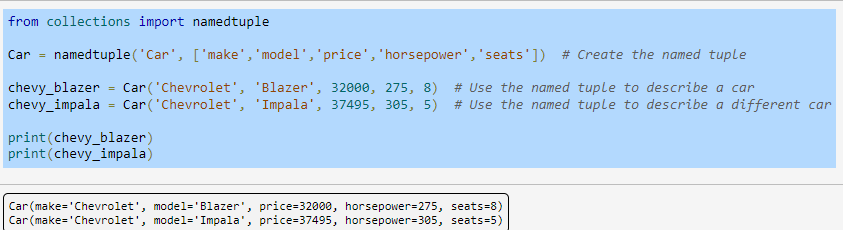 from collections import namedtuple
Car = namedtuple('Car', ['make','model','price','horsepower','seats'])  # Create the named tuple
chevy_blazer = Car('Chevrolet', 'Blazer', 32000, 275, 8)  # Use the named tuple to describe a car
chevy_impala = Car('Chevrolet', 'Impala', 37495, 305, 5)  # Use the named tuple to describe a different car
print(chevy_blazer)
print(chevy_impala)
Car(make='Chevrolet', model='Blazer', price=32000, horsepower=275, seats=8)
Car(make='Chevrolet', model='Impala', price=37495, horsepower=305, seats=5)